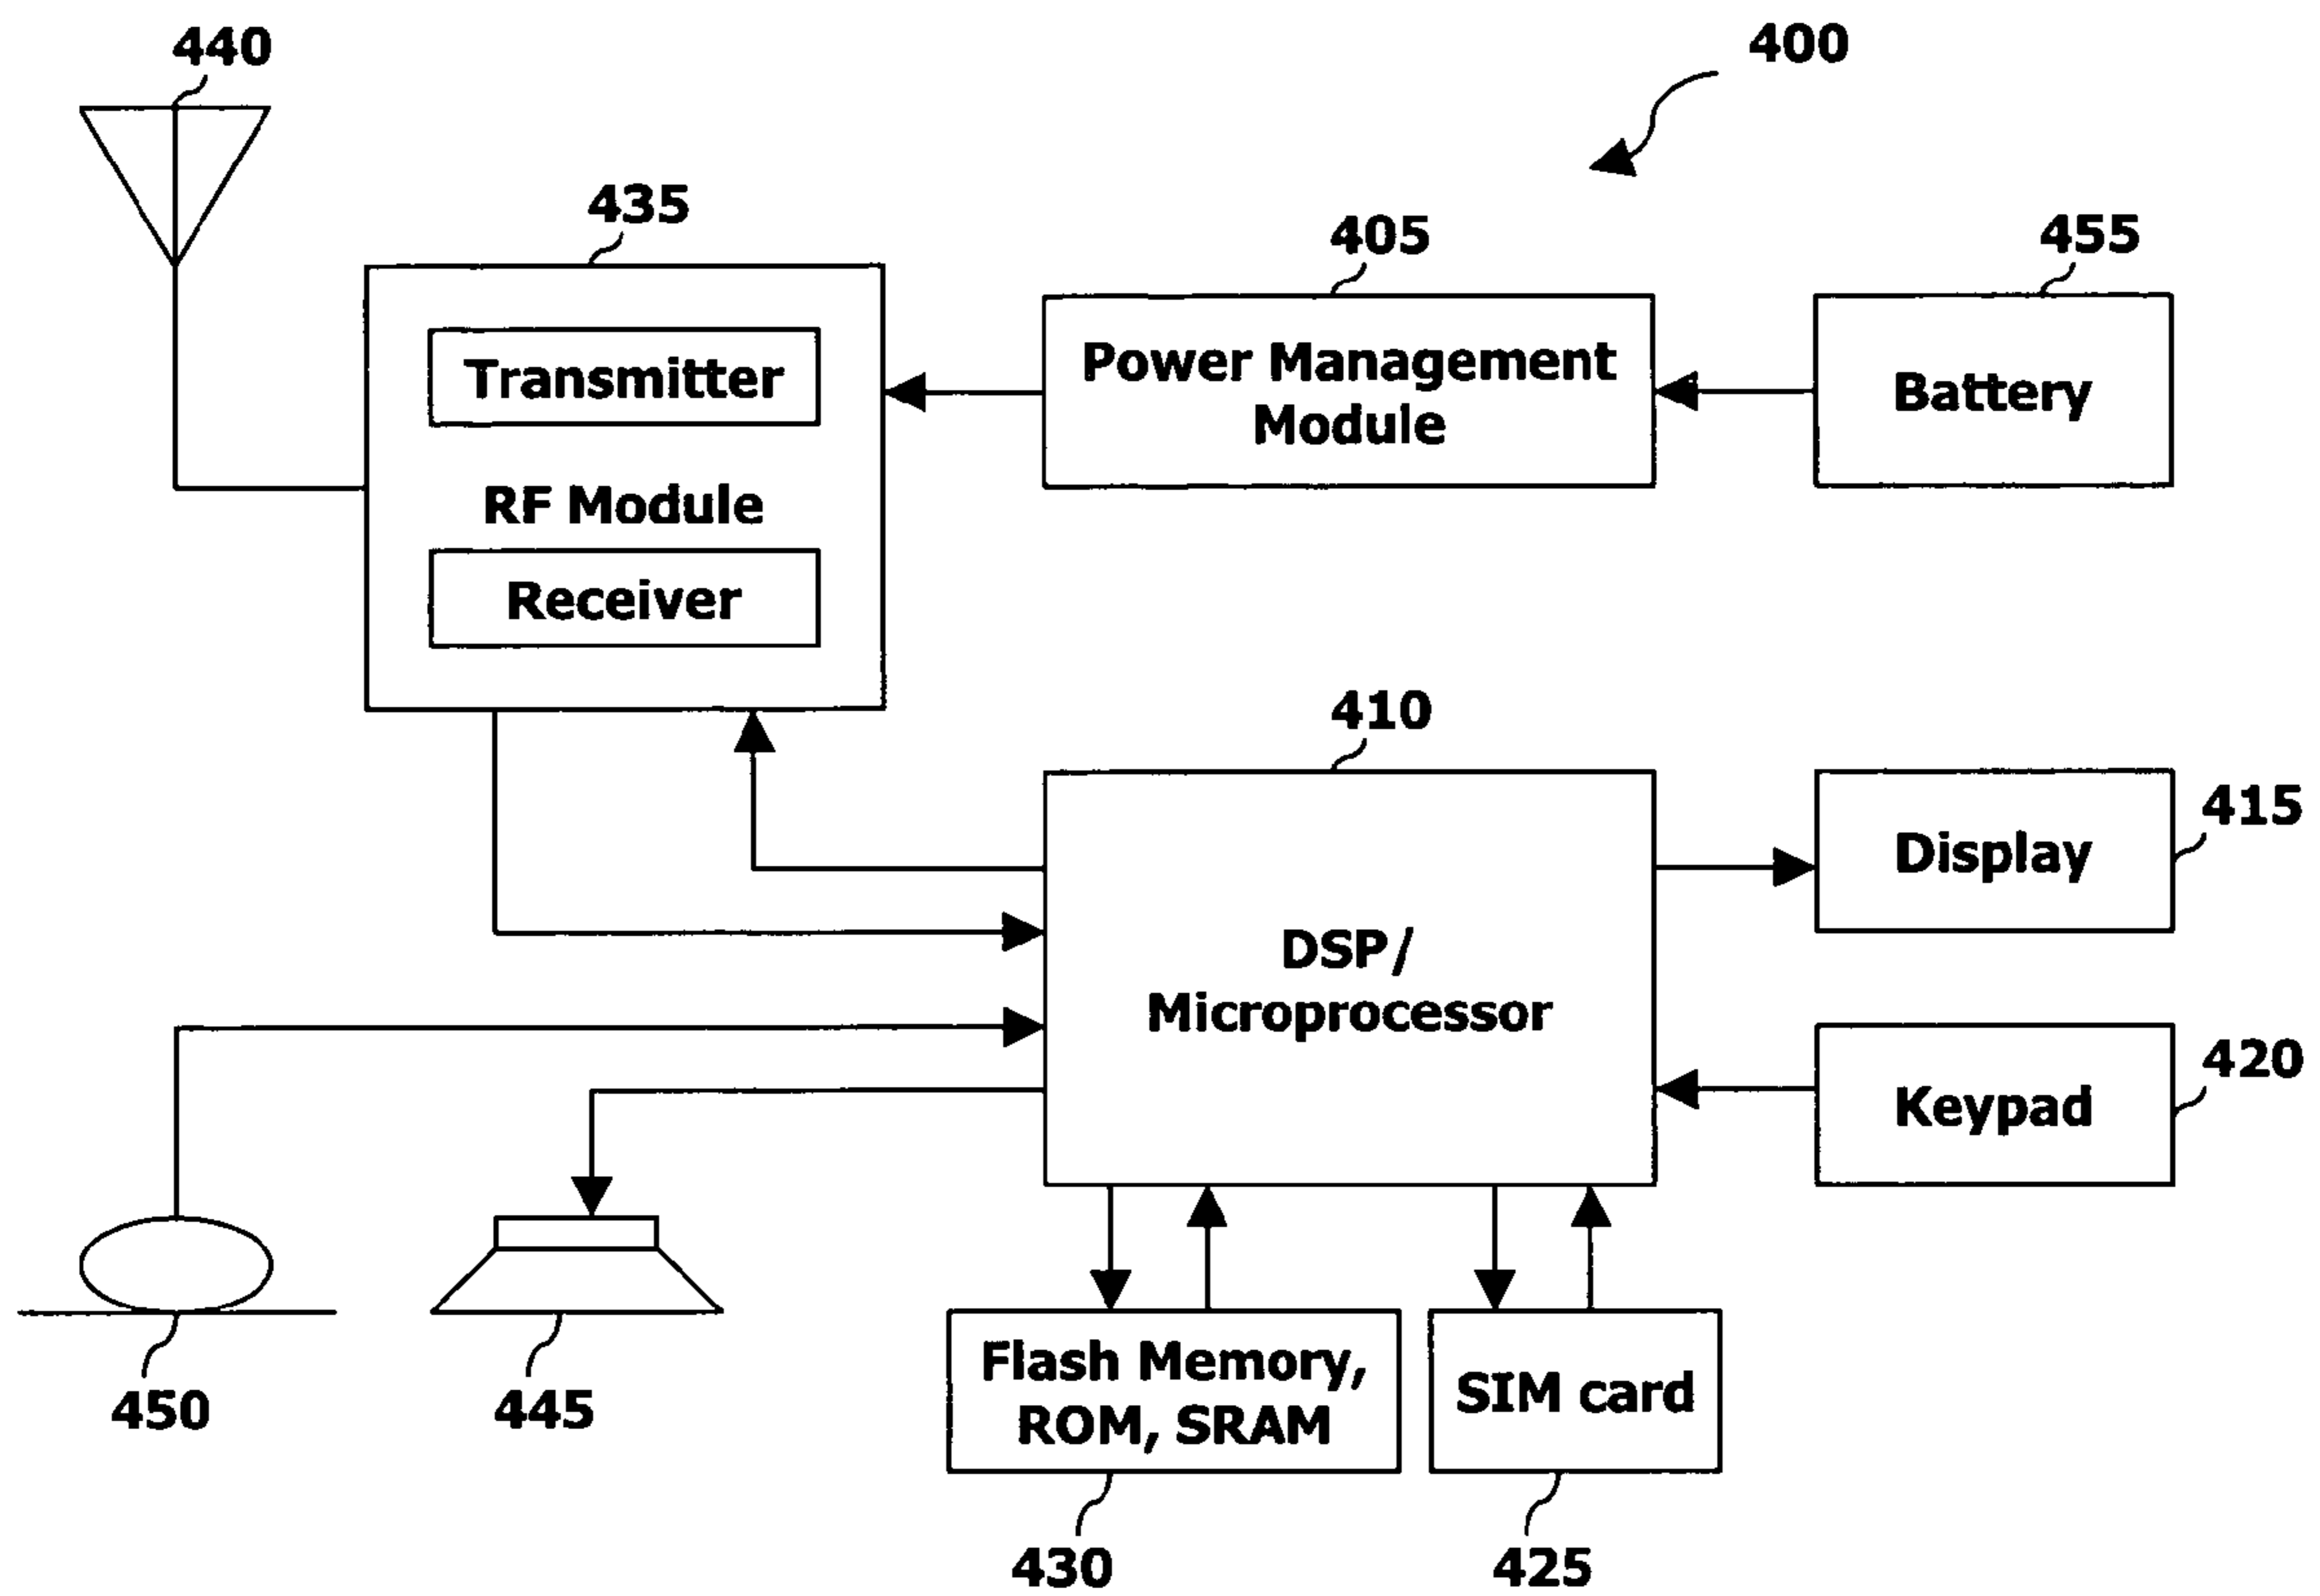 440
400
435
405
455
Transmitter
RF Module
Receiver
Power Management
Module
Battery
410
415
DSP/
Microprocessor
Display
420
Keypad
450
445
Flash Memory,
ROM, SRAM
SIM card
430
425